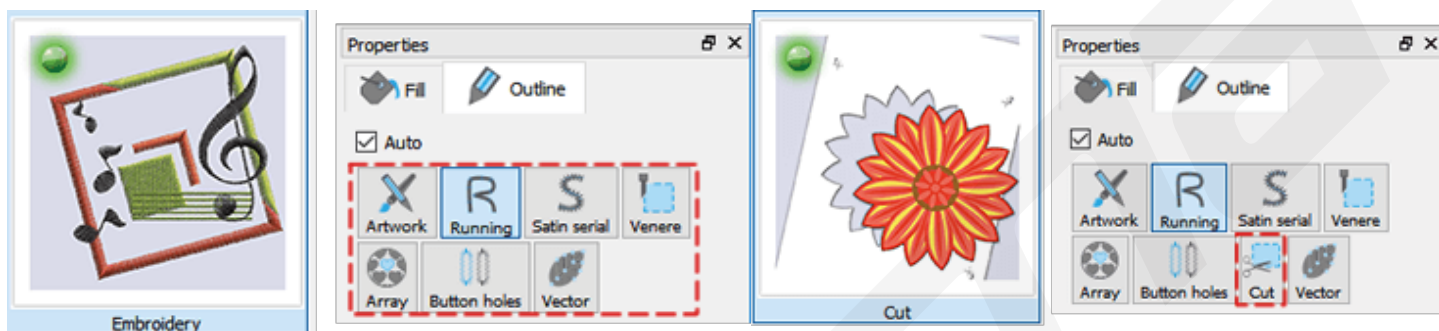 Embroidery
Properties
Fill
Outline
Auto
Artwork
Running
Satin serial
Venere
Array
Button holes
Vector
Cut
Properties
Fill
Outline
Auto
Artwork
Running
Satin serial
Venere
Array
Button holes
Cut
Vector